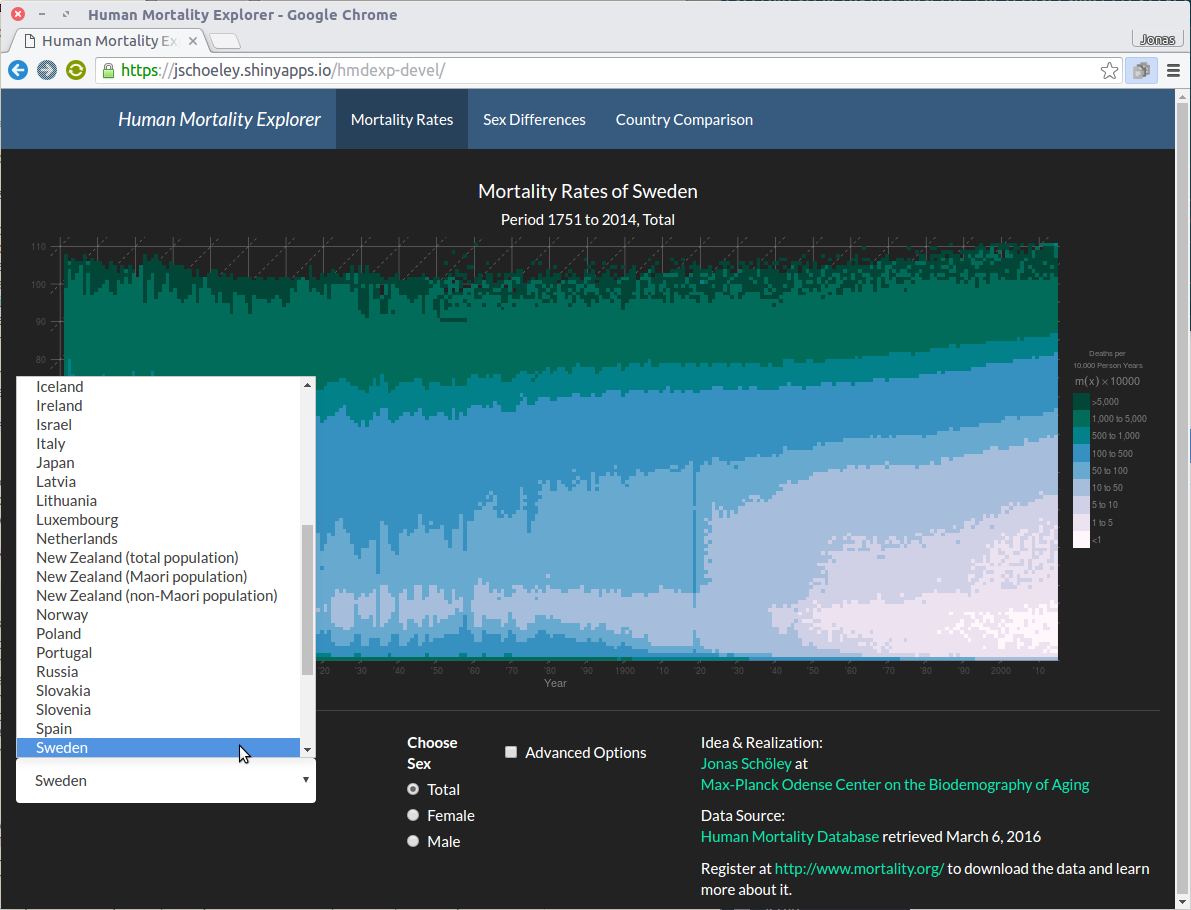 Human Mortality Explorer - Google Chrome
Human Mortality Ex
Jonas
https://jschoeley.shinyapps.io/hmdexp-devel/
Human Mortality Explorer
Mortality Rates
Sex Differences
Country Comparison
Mortality Rates of Sweden
Period 1751 to 2014, Total
110
100
90
80
Deaths per
10.000 Person Years
m(x)×10000
>5,000
1,000 to 5,000
500 to 1,000
100 to 500
50 to 100
10 to 50
5 to 10
1 to 5
<1
Iceland
Ireland
Israel
Italy
Japan
Latvia
Lithuania
Luxembourg
Netherlands
New Zealand (total population)
New Zealand (Maori population)
New Zealand (non-Maori population)
Norway
Poland
Portugal
Russia
Slovakia
Slovenia
Spain
Sweden
Sweden
'20 '30 '40 '50 '60 '70 '80 '90 1900 '10 '20 '30 '40 '50 '60 '70 '80 '90 2000 '10
Year
Choose
Sex
Total
Female
Male
Advanced Options
Idea & Realization:
Jonas Schöley at
Max-Planck Odense Center on the Biodemography of Aging
Data Source:
Human Mortality Database retrieved March 6, 2016
Register at http://www.mortality.org/ to download the data and learn
more about it.